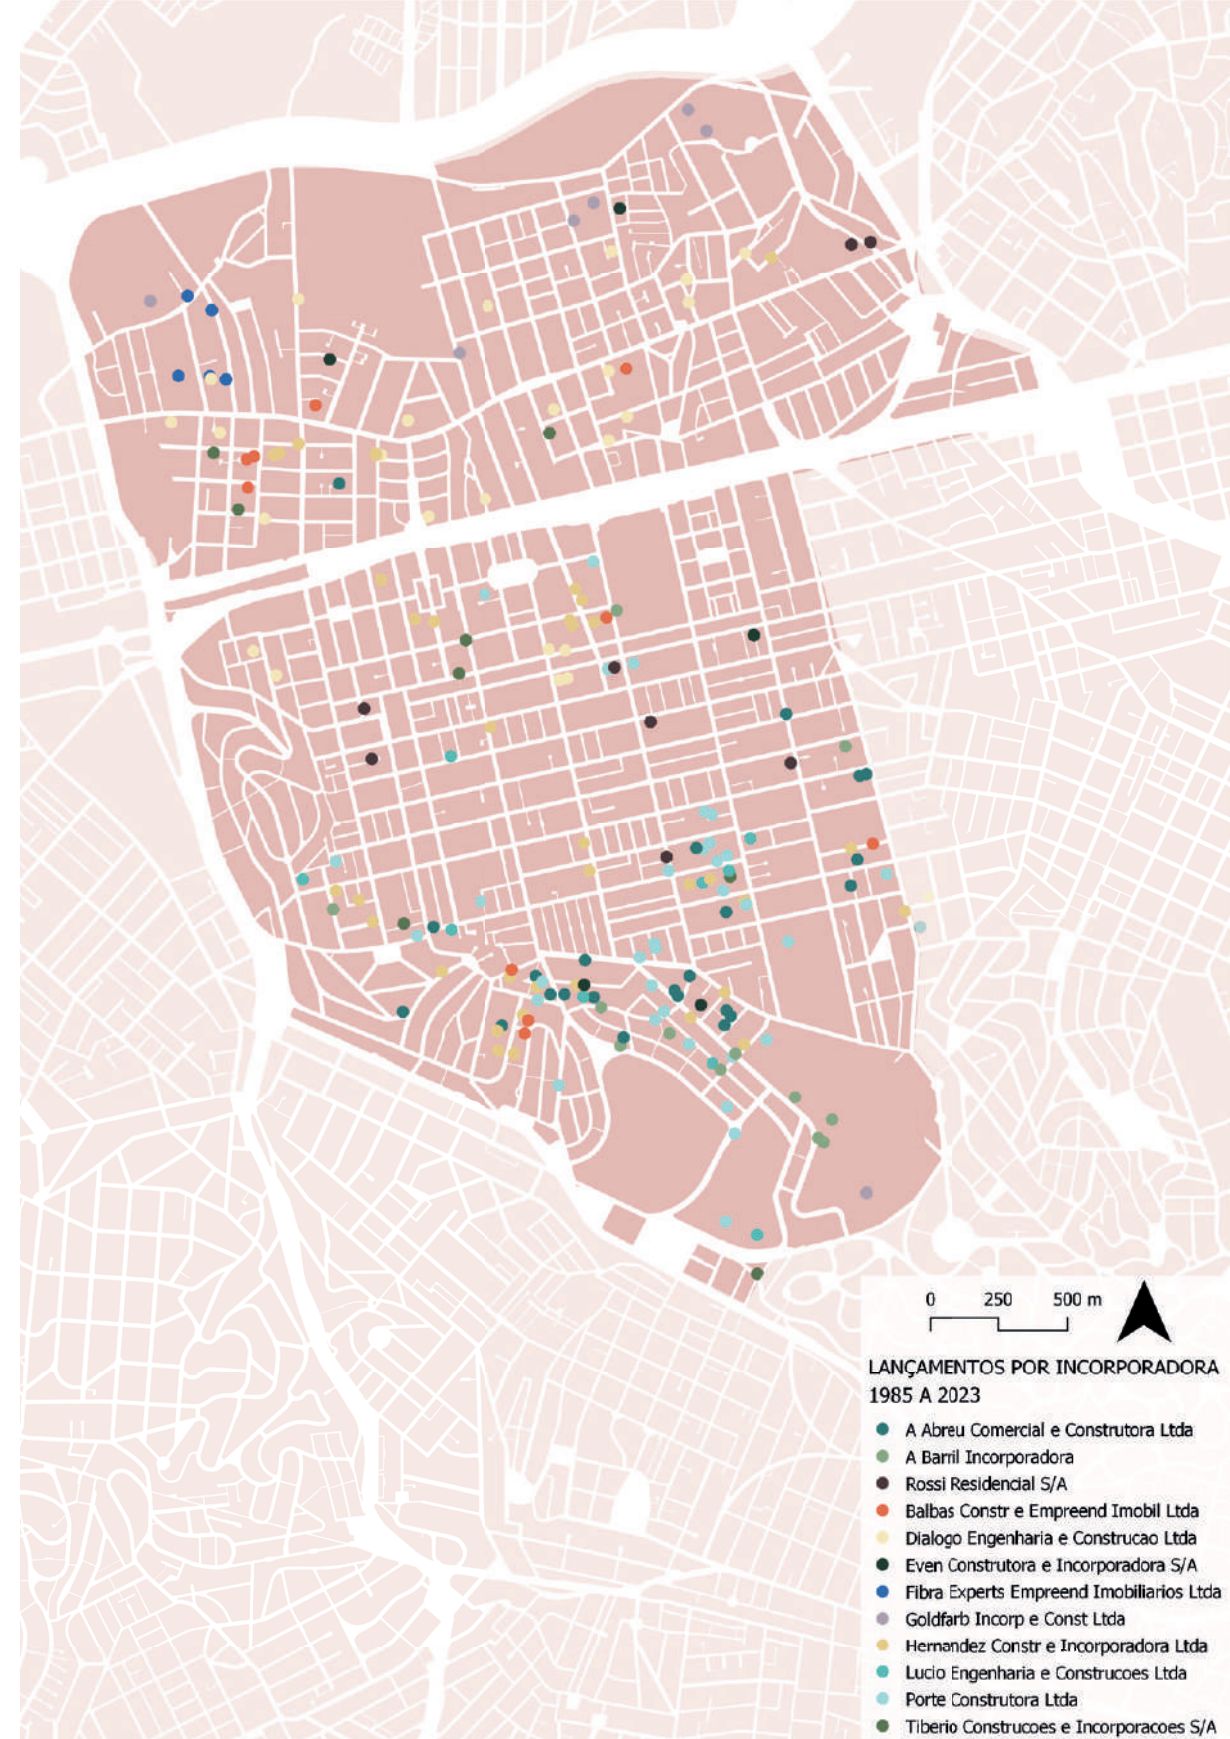 0 250 500 m
LANÇAMENTOS POR INCORPORADORA
1985 A 2023
A Abreu Comercial e Construtora Ltda
A Barril Incorporadora
Rossi Residencial S/A
Balbas Constr e Empreend Imobil Ltda
Dialogo Engenharia e Construcao Ltda
Even Construtora e Incorporadora S/A
Fibra Experts Empreend Imobiliarios Ltda
Goldfarb Incorp e Const Ltda
Hernandez Constr e Incorporadora Ltda
Lucio Engenharia e Construcoes Ltda
Porte Construtora Ltda
Tiberio Construcoes e Incorporacoes S/A